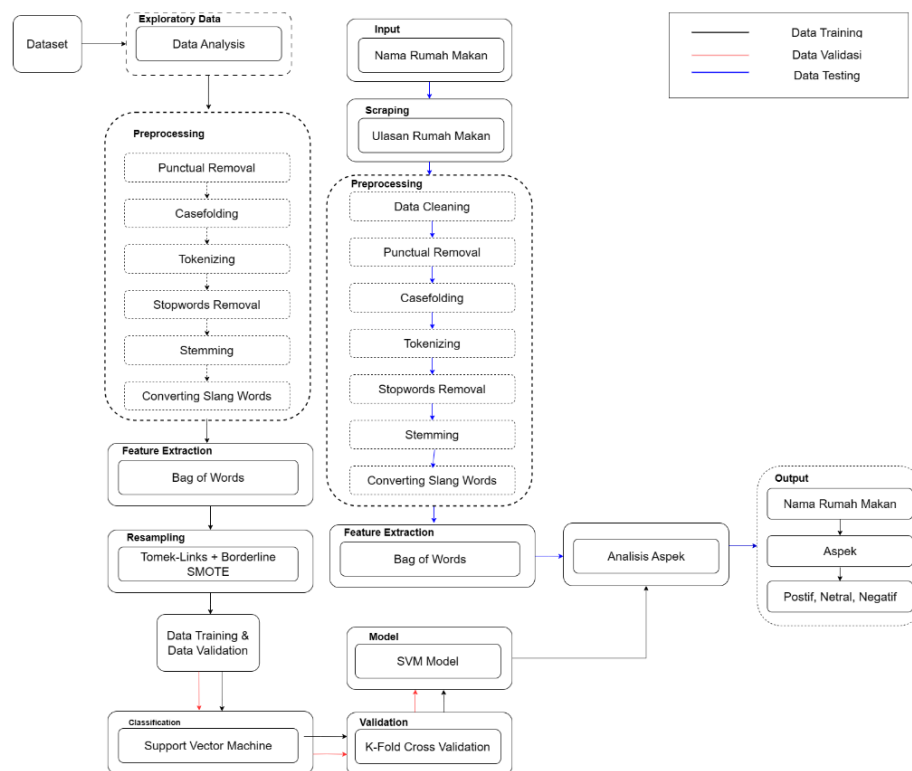 Dataset
Exploratory Data
Data Analysis
Preprocessing
Punctual Removal
Casefolding
Tokenizing
Stopwords Removal
Stemming
Converting Slang Words
Feature Extraction
Bag of Words
Resampling
Tomek-Links + Borderline
SMOTE
Data Training &
Data Validation
Classification
Support Vector Machine
Validation
K-Fold Cross Validation
Model
SVM Model
Input
Nama Rumah Makan
Scraping
Ulasan Rumah Makan
Preprocessing
Data Cleaning
Punctual Removal
Casefolding
Tokenizing
Stopwords Removal
Stemming
Converting Slang Words
Feature Extraction
Bag of Words
Analisis Aspek
Output
Nama Rumah Makan
Aspek
Postif, Netral, Negatif
Data Training
Data Validasi
Data Testing